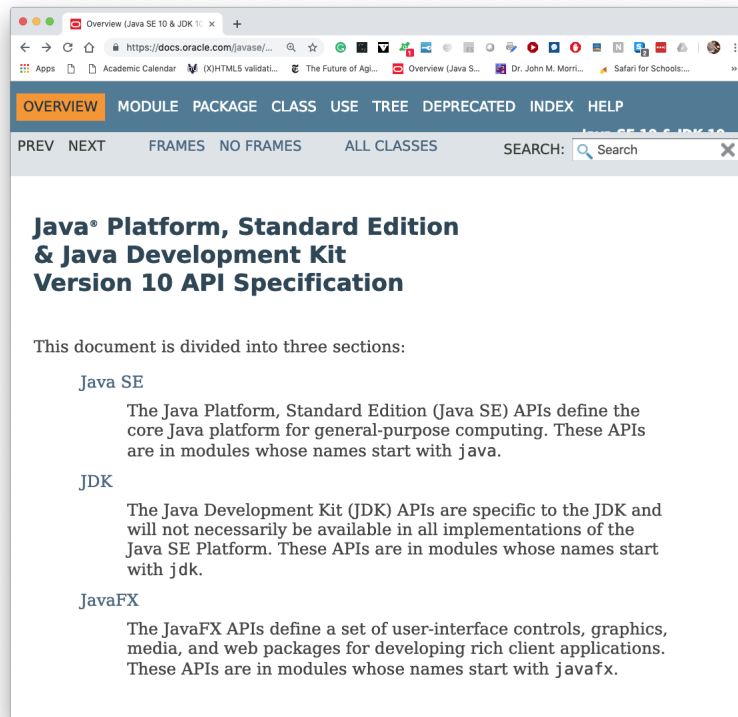 Overview (Java SE 10 & JDK 10
https://docs.oracle.com/javase/...
Apps Academic Calendar (X)HTML5 validati... The Future of Agi... Overview (Java S... Dr. John M. Morri... Safari for Schools:... »
OVERVIEW MODULE PACKAGE CLASS USE TREE DEPRECATED INDEX HELP
Java SE 10 & JDK 10
PREV NEXT FRAMES NO FRAMES ALL CLASSES SEARCH: Search
Java® Platform, Standard Edition
& Java Development Kit
Version 10 API Specification
This document is divided into three sections:
Java SE
The Java Platform, Standard Edition (Java SE) APIs define the
core Java platform for general-purpose computing. These APIs
are in modules whose names start with java.
JDK
The Java Development Kit (JDK) APIs are specific to the JDK and
will not necessarily be available in all implementations of the
Java SE Platform. These APIs are in modules whose names start
with jdk.
JavaFX
The JavaFX APIs define a set of user-interface controls, graphics,
media, and web packages for developing rich client applications.
These APIs are in modules whose names start with javafx.